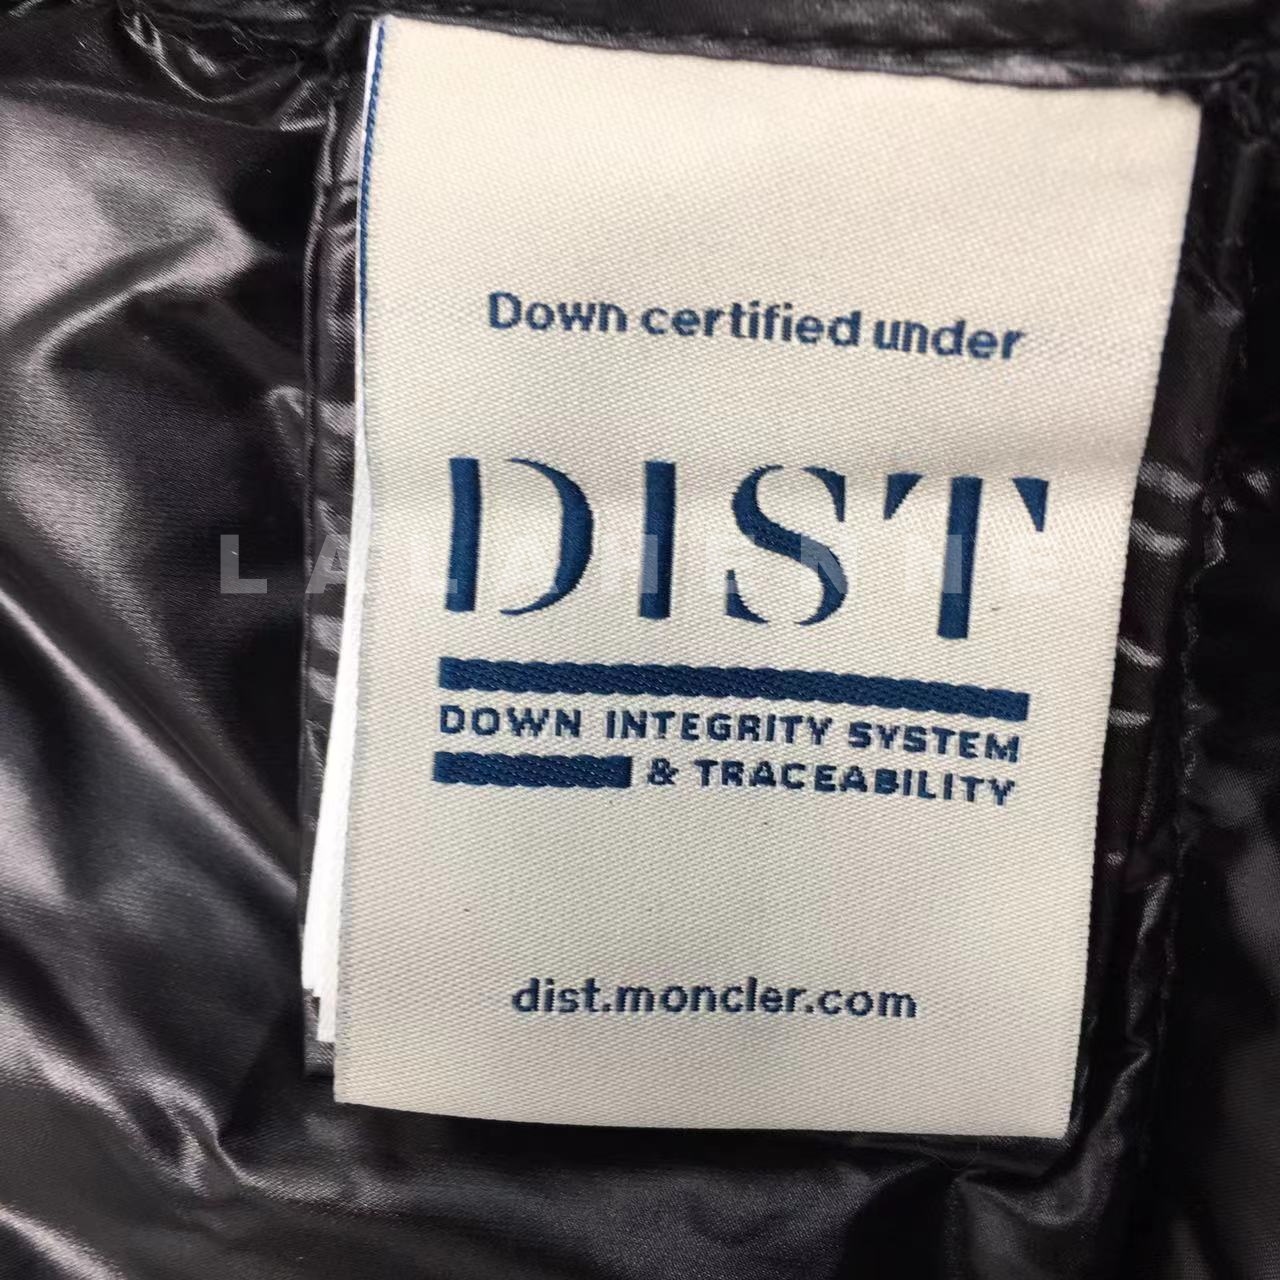 Down certified under
DIST
DOWN INTEGRITY SYSTEM
& TRACEABILITY
dist.moncler.com